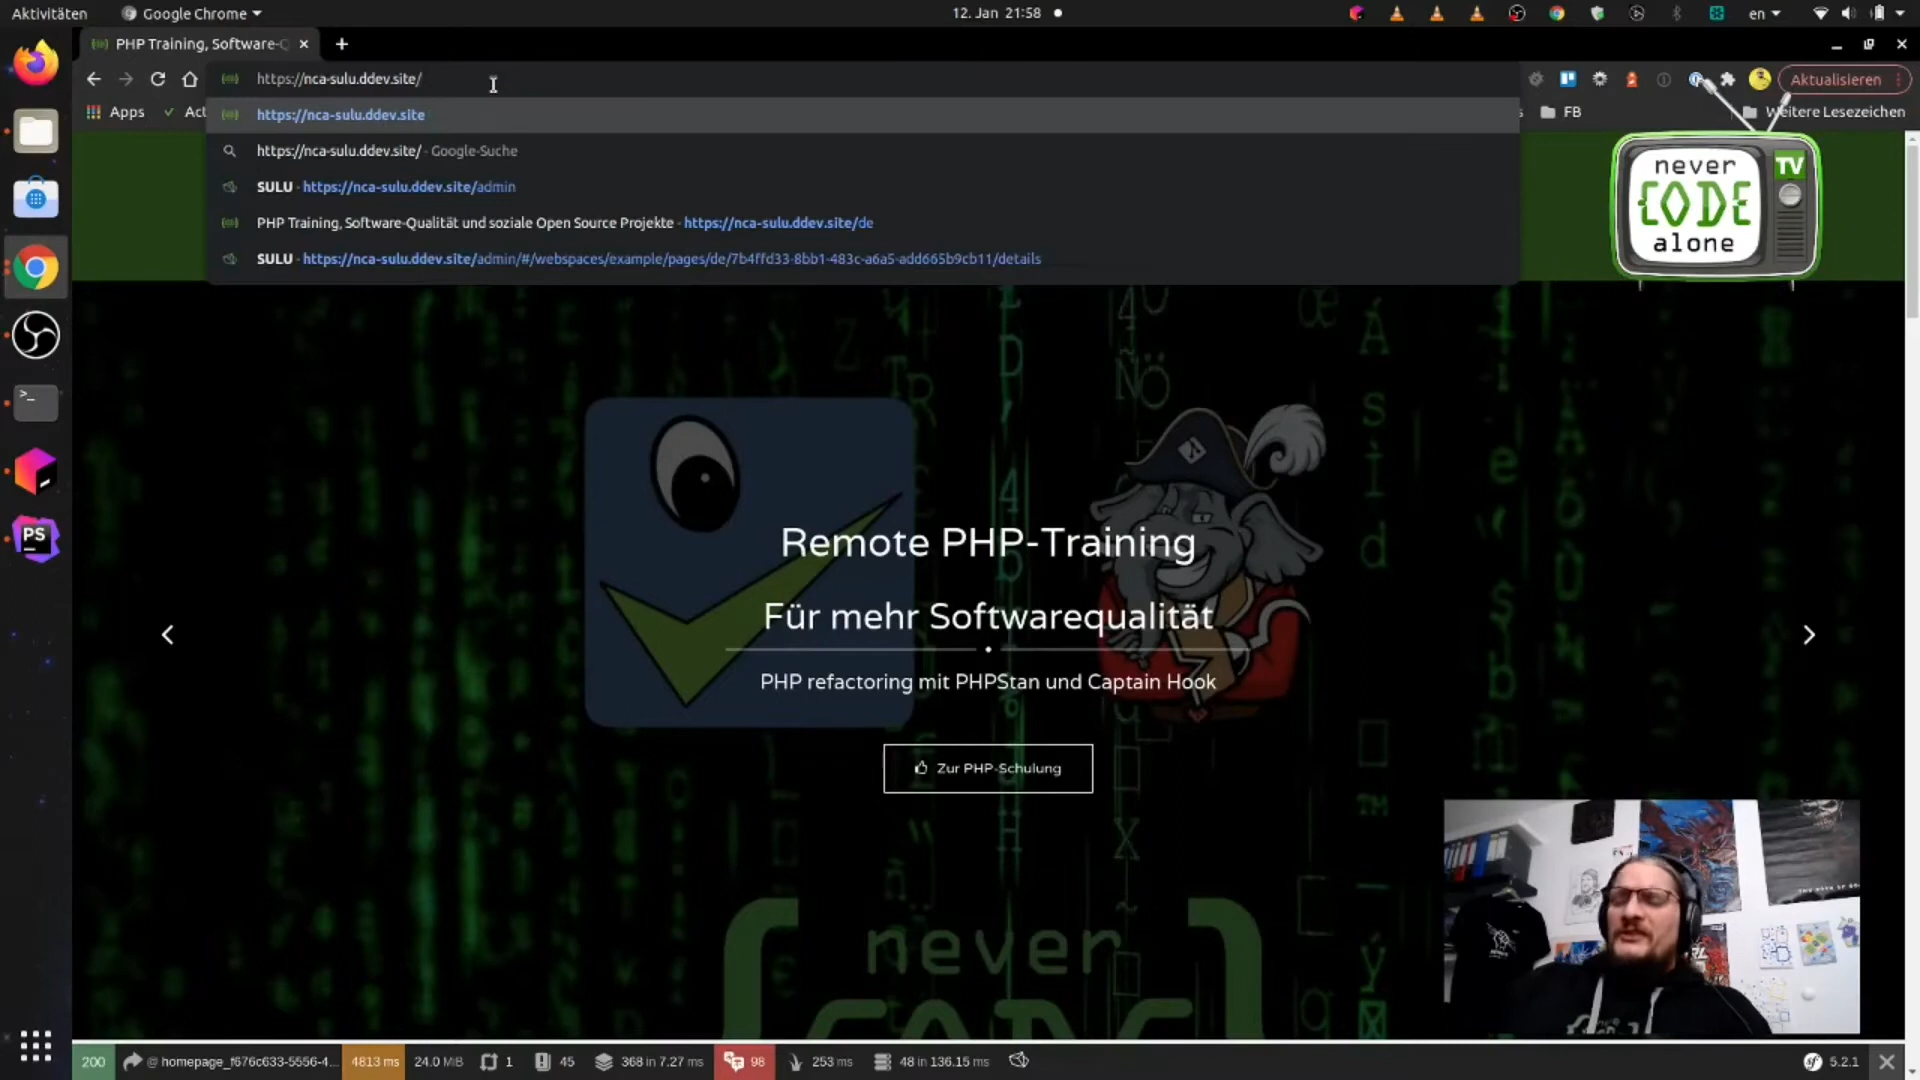 Aktivitäten
Google Chrome
12. Jan 21:58
en
PHP Training, Software-Q
https://nca-sulu.ddev.site/
Aktualisieren
Apps
Act
https://nca-sulu.ddev.site
FB
Weitere Lesezeichen
https://nca-sulu.ddev.site/ - Google-Suche
SULU - https://nca-sulu.ddev.site/admin
PHP Training, Software-Qualität und soziale Open Source Projekte - https://nca-sulu.ddev.site/de
SULU - https://nca-sulu.ddev.site/admin/#/webspaces/example/pages/de/7b4ffd33-8bb1-483c-a6a5-add665b9cb11/details
never
CODE
alone
TV
PS
Remote PHP-Training
Für mehr Softwarequalität
PHP refactoring mit PHPStan und Captain Hook
Zur PHP-Schulung
never
CODE
200
@ homepage_f676c633-5556-4...
4813 ms
24.0 MiB
1
45
368 in 7.27 ms
98
253 ms
48 in 136.15 ms
sf 5.2.1